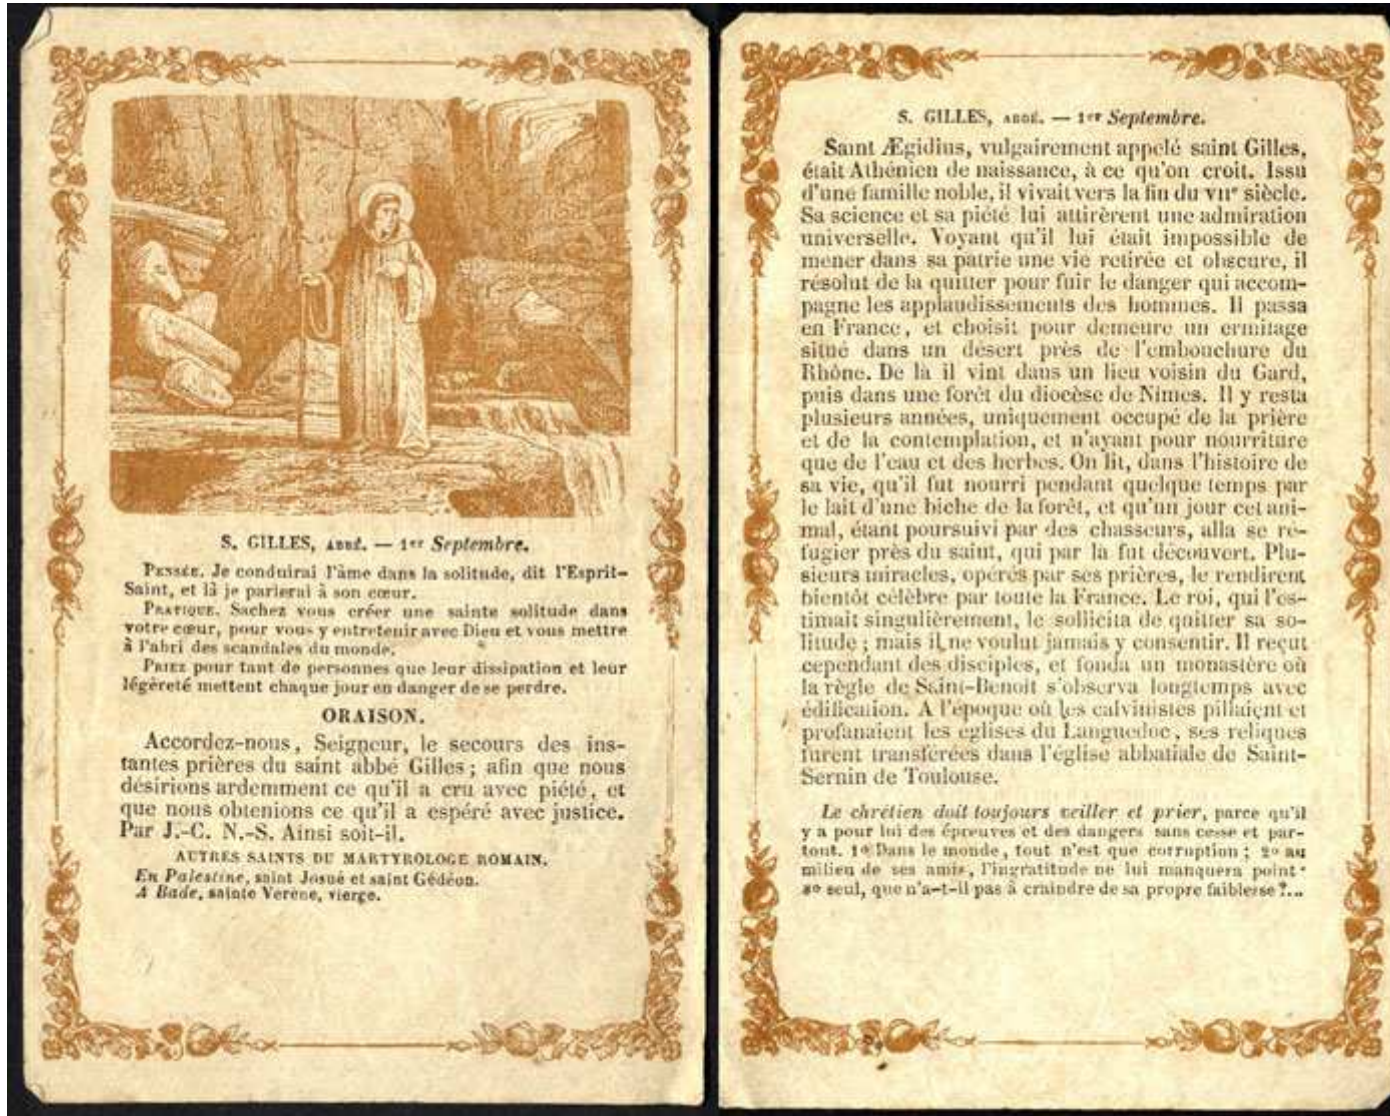 S. GILLES, ABBÉ. — 1er Septembre.
PENSÉE. Je conduirai l'âme dans la solitude, dit l'Esprit-
Saint, et là je parlerai à son cœur.
PRATIQUE. Sachez vous créer une sainte solitude dans
votre cœur, pour vous y entretenir avec Dieu et vous mettre
à l'abri des scandales du monde.
PRIEZ pour tant de personnes que leur dissipation et leur
légèreté mettent chaque jour en danger de se perdre.
ORAISON.
Accordez-nous, Seigneur, le secours des ins-
tantes prières du saint abbé Gilles ; afin que nous
désirions ardemment ce qu'il a cru avec piété, et
que nous obtenions ce qu'il a espéré avec justice.
Par J.-C. N.-S. Ainsi soit-il.
AUTRES SAINTS DU MARTYROLOGE ROMAIN.
En Palestine, saint Josué et saint Gédéon.
A Bade, sainte Verène, vierge.
S. GILLES, ABBÉ. — 1er Septembre.
Saint Ægidius, vulgairement appelé saint Gilles,
était Athénien de naissance, à ce qu'on croit. Issu
d'une famille noble, il vivait vers la fin du VIIe siècle.
Sa science et sa piété lui attirèrent une admiration
universelle. Voyant qu'il lui était impossible de
mener dans sa patrie une vie retirée et obscure, il
résolut de la quitter pour fuir le danger qui accom-
pagne les applaudissements des hommes. Il passa
en France, et choisit pour demeure un ermitage
situé dans un désert près de l'embouchure du
Rhône. De là il vint dans un lieu voisin du Gard,
puis dans une forêt du diocèse de Nîmes. Il y resta
plusieurs années, uniquement occupé de la prière
et de la contemplation, et n'ayant pour nourriture
que de l'eau et des herbes. On lit, dans l'histoire de
sa vie, qu'il fut nourri pendant quelque temps par
le lait d'une biche de la forêt, et qu'un jour cet ani-
mal, étant poursuivi par des chasseurs, alla se ré-
fugier près du saint, qui par là fut découvert. Plu-
sieurs miracles, opérés par ses prières, le rendirent
bientôt célèbre par toute la France. Le roi, qui l'es-
timait singulièrement, le sollicita de quitter sa so-
litude ; mais il ne voulut jamais y consentir. Il reçut
cependant des disciples, et fonda un monastère où
la règle de Saint-Benoît s'observa longtemps avec
édification. A l'époque où les calvinistes pillaient et
profanaient les églises du Languedoc, ses reliques
furent transférées dans l'église abbatiale de Saint-
Sernin de Toulouse.
Le chrétien doit toujours veiller et prier, parce qu'il
y a pour lui des épreuves et des dangers sans cesse et par-
tout. 1o Dans le monde, tout n'est que corruption ; 2o au
milieu de ses amis, l'ingratitude ne lui manquera point
3o seul, que n'a-t-il pas à craindre de sa propre faiblesse ?...